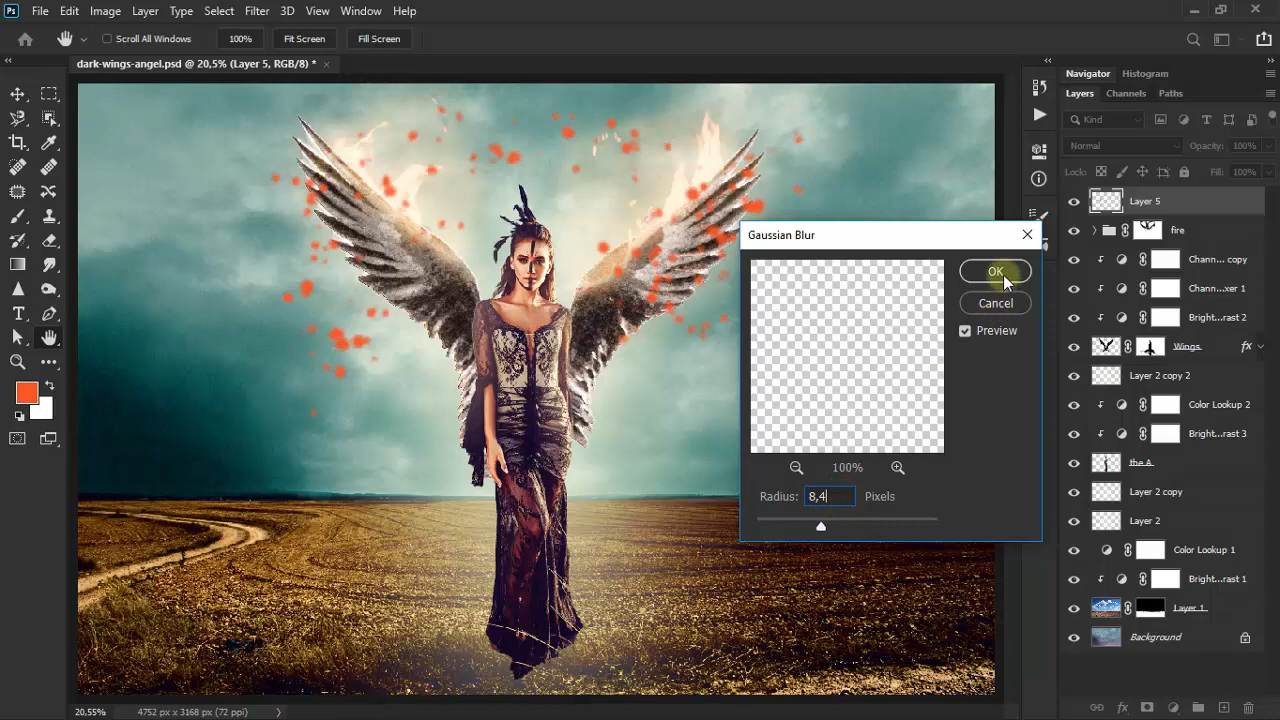 Ps File Edit Image Layer Type Select Filter 3D View Window Help
Scroll All Windows 100% Fit Screen Fill Screen
dark-wings-angel.psd @ 20,5% (Layer 5, RGB/8) * ×
Navigator Histogram
Layers Channels Paths
Kind
Normal Opacity: 100%
Lock: Fill: 100%
Layer 5
fire
Chann... copy
Chann...xer 1
Bright...rast 2
Wings fx
Layer 2 copy 2
Color Lookup 2
Bright...rast 3
the A
Layer 2 copy
Layer 2
Color Lookup 1
Bright...rast 1
Layer 1
Background
Gaussian Blur
OK
Cancel
Preview
100%
Radius: 8,4 Pixels
20,55% 4752 px x 3168 px (72 ppi)